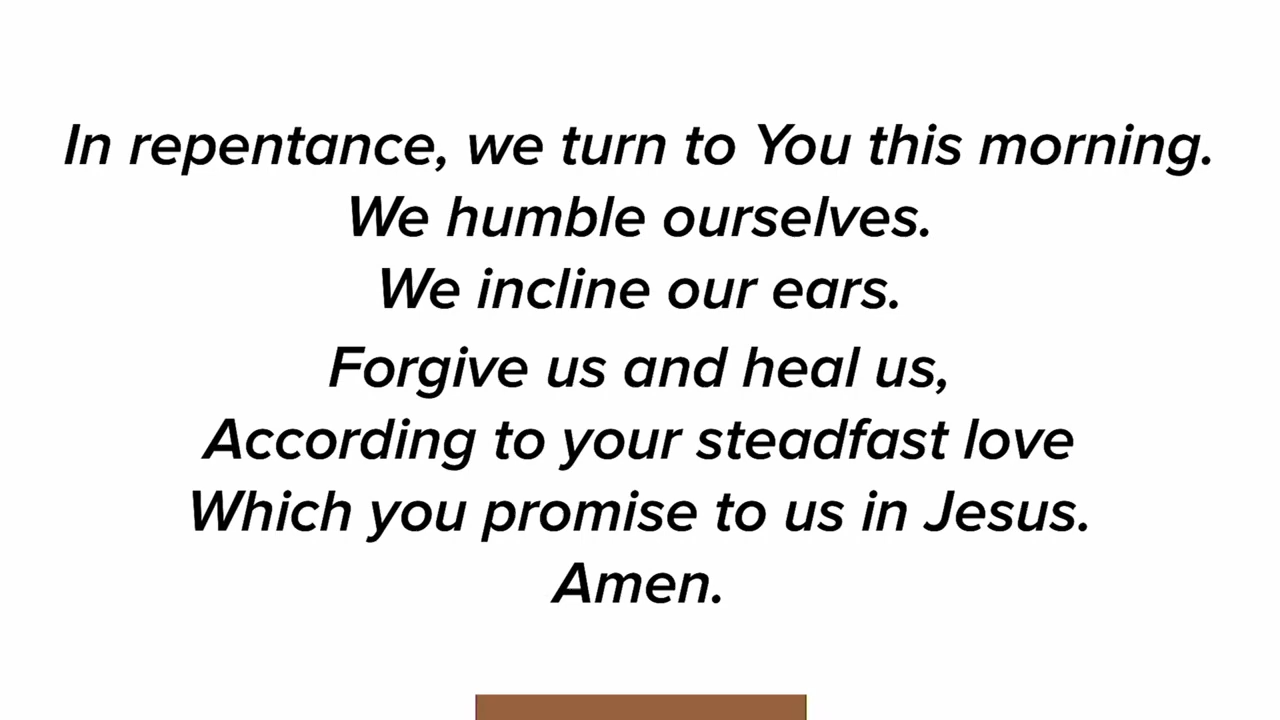 In repentance, we turn to You this morning.
We humble ourselves.
We incline our ears.
Forgive us and heal us,
According to your steadfast love
Which you promise to us in Jesus.
Amen.